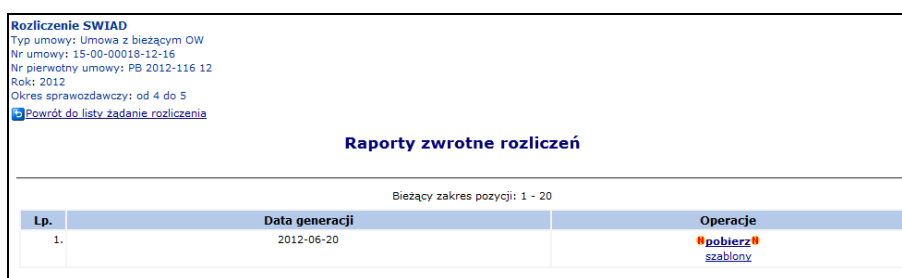 Rozliczenie SWIAD
Typ umowy: Umowa z bieżącym OW
Nr umowy: 15-00-00018-12-16
Nr pierwotny umowy: PB 2012-116 12
Rok: 2012
Okres sprawozdawczy: od 4 do 5
Powrót do listy żądanie rozliczenia
Raporty zwrotne rozliczeń
Bieżący zakres pozycji: 1 - 20
Lp. Data generacji Operacje
1. 2012-06-20 N pobierz N
szablony